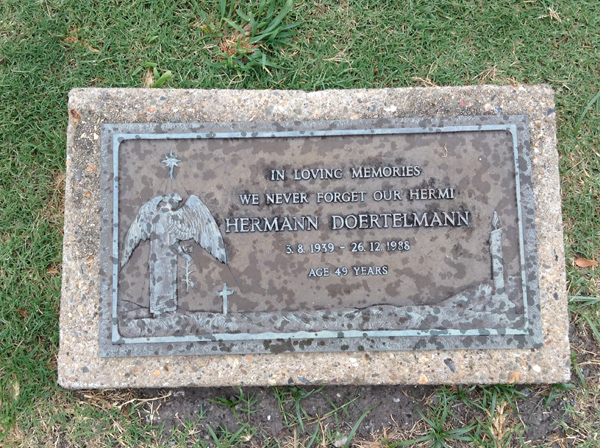 IN LOVING MEMORIES
WE NEVER FORGET OUR HERMI
HERMANN DOERTELMANN
3. 8. 1939 - 26. 12. 1988
AGE 49 YEARS